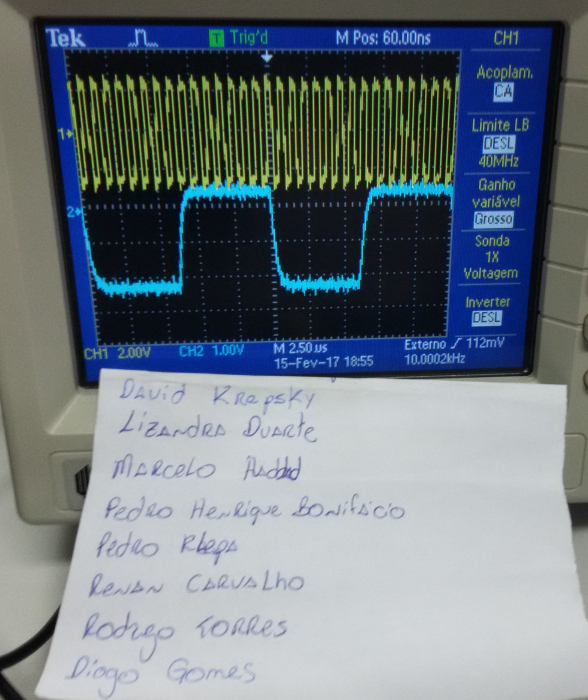 Tek T Trig'd M Pos: 60.00ns CH1
Acoplam.
CA
1
Limite LB
DESL
40MHz
Ganho
variável
Grosso
2
Sonda
1X
Voltagem
Inverter
DESL
CH1 2.00V CH2 1.00V M 2.50us Externo 112mV
15-Fev-17 18:55 10.0002kHz
DAViD KRepsky
LizANDRA DUARTe
MARCelo HADDAD
PeDRo HeNRique BONifácio
PeDRo
ReNAN CARVALHo
RoDRigo TORRes
Diogo Gomes